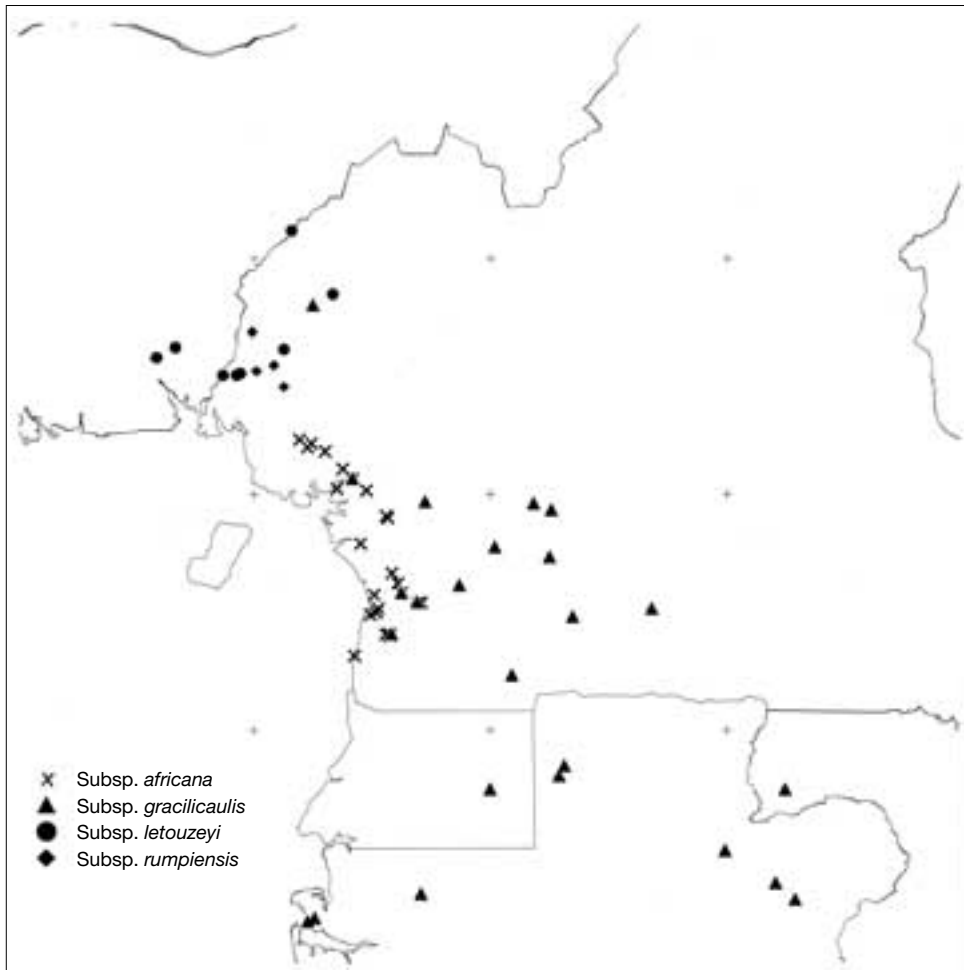 Subsp. africana
Subsp. gracilicaulis
Subsp. letouzeyi
Subsp. rumpiensis